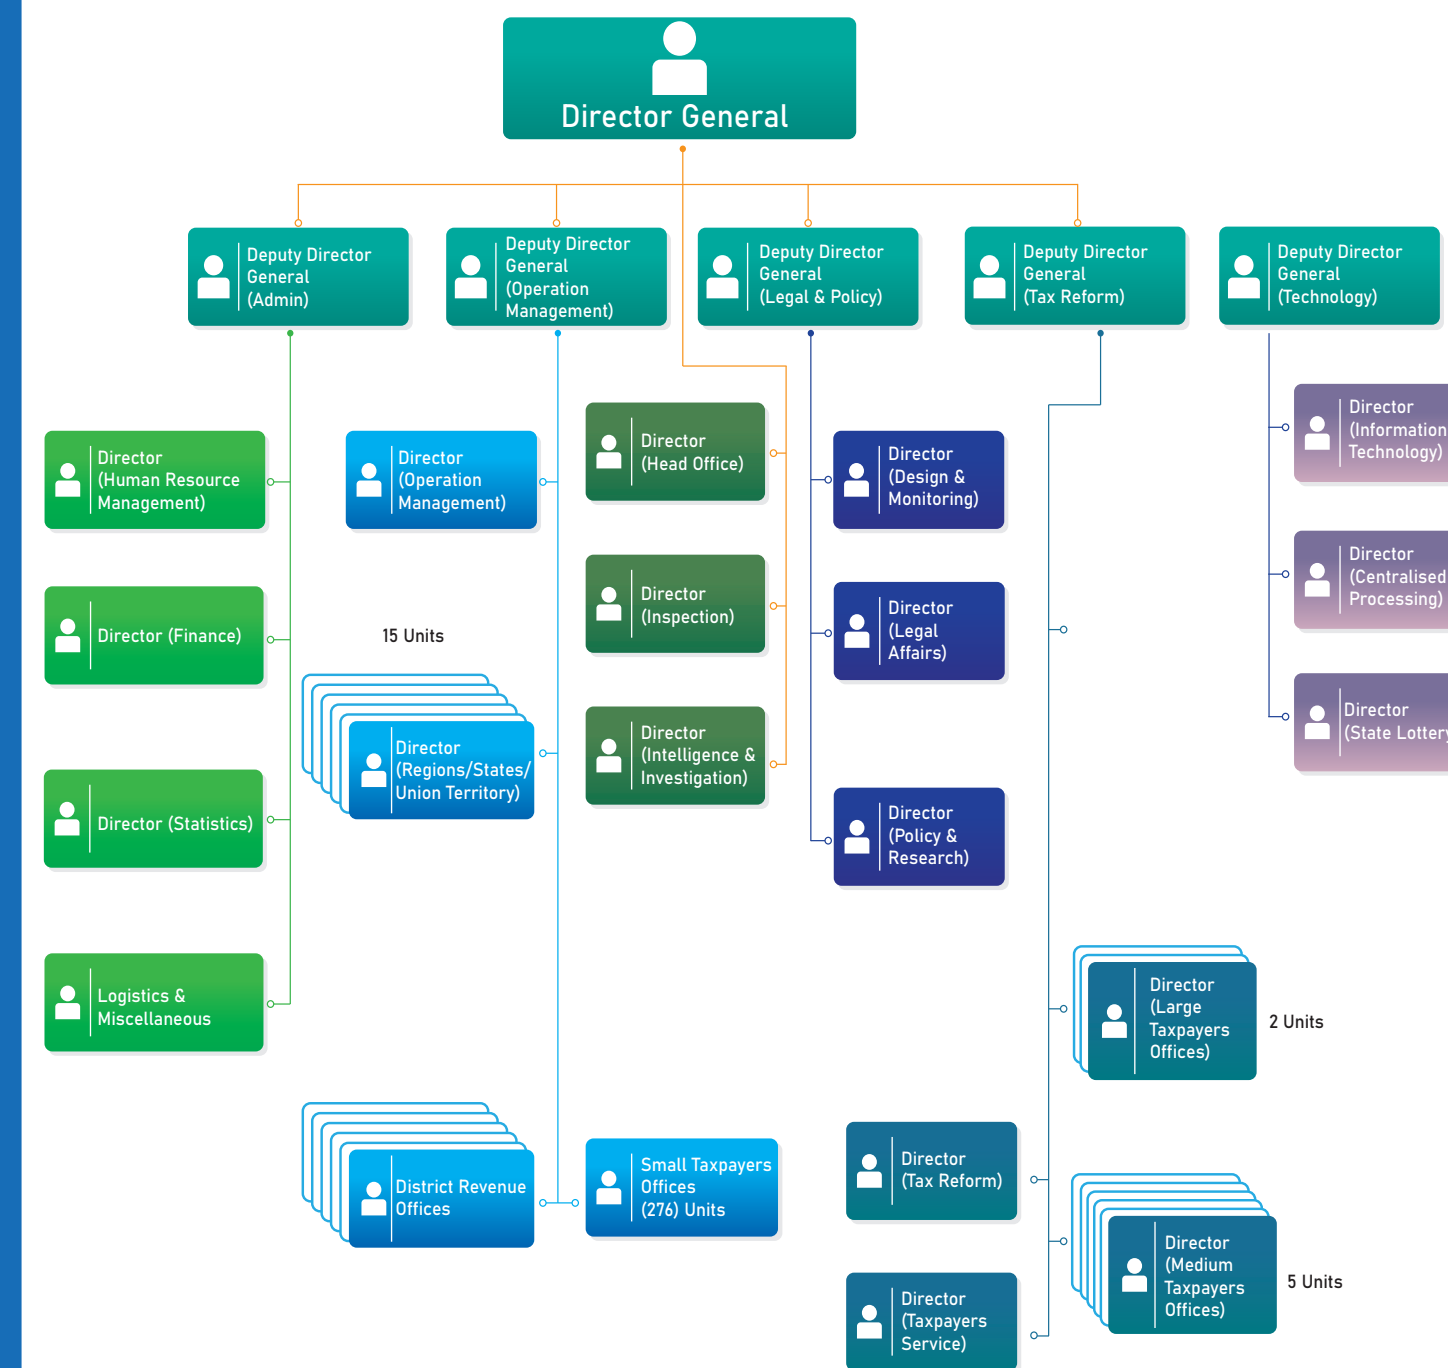 Director General
Deputy Director
General
(Admin)
Deputy Director
General
(Operation
Management)
Deputy Director
General
(Legal & Policy)
Deputy Director
General
(Tax Reform)
Deputy Director
General
(Technology)
Director
(Human Resource
Management)
Director (Finance)
Director (Statistics)
Logistics &
Miscellaneous
Director
(Operation
Management)
15 Units
Director
(Regions/States/
Union Territory)
District Revenue
Offices
Small Taxpayers
Offices
(276) Units
Director
(Head Office)
Director
(Inspection)
Director
(Intelligence &
Investigation)
Director
(Design &
Monitoring)
Director
(Legal
Affairs)
Director
(Policy &
Research)
Director
(Large
Taxpayers
Offices)
2 Units
Director
(Tax Reform)
Director
(Medium
Taxpayers
Offices)
5 Units
Director
(Taxpayers
Service)
Director
(Information
Technology)
Director
(Centralised
Processing)
Director
(State Lottery